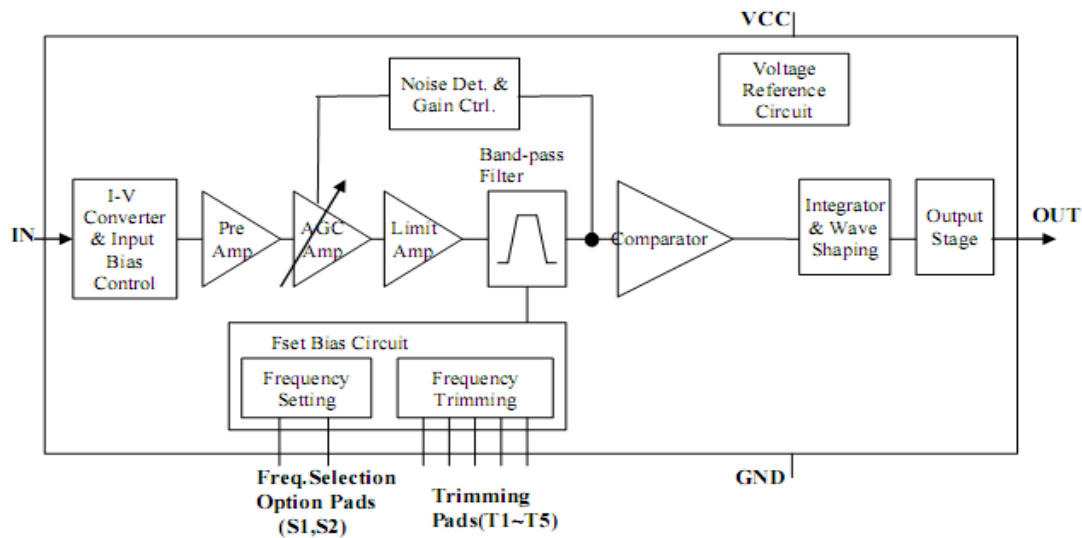 VCC
Noise Det. &
Gain Ctrl.
Voltage
Reference
Circuit
Band-pass
Filter
IN
I-V
Converter
& Input
Bias
Control
Pre
Amp
AGC
Amp
Limit
Amp
Comparator
Integrator
& Wave
Shaping
Output
Stage
OUT
Fset Bias Circuit
Frequency
Setting
Frequency
Trimming
Freq.Selection
Option Pads
(S1,S2)
Trimming
Pads(T1~T5)
GND